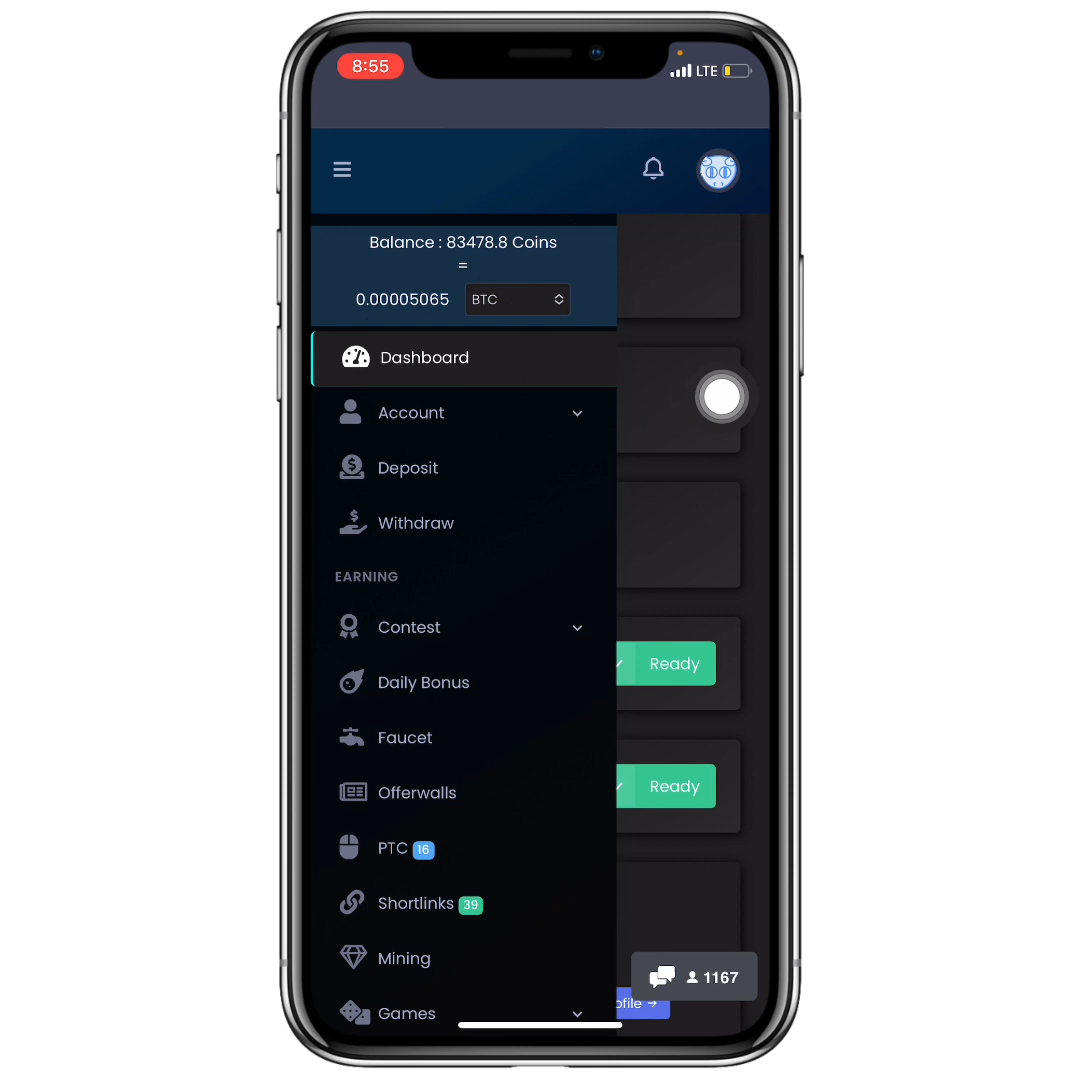 8:55
LTE
Balance : 83478.8 Coins
=
0.00005065 BTC
Dashboard
Account
Deposit
Withdraw
EARNING
Contest
Daily Bonus
Faucet
Ready
Offerwalls
Ready
PTC 16
Shortlinks 39
Mining
1167
ofile →
Games